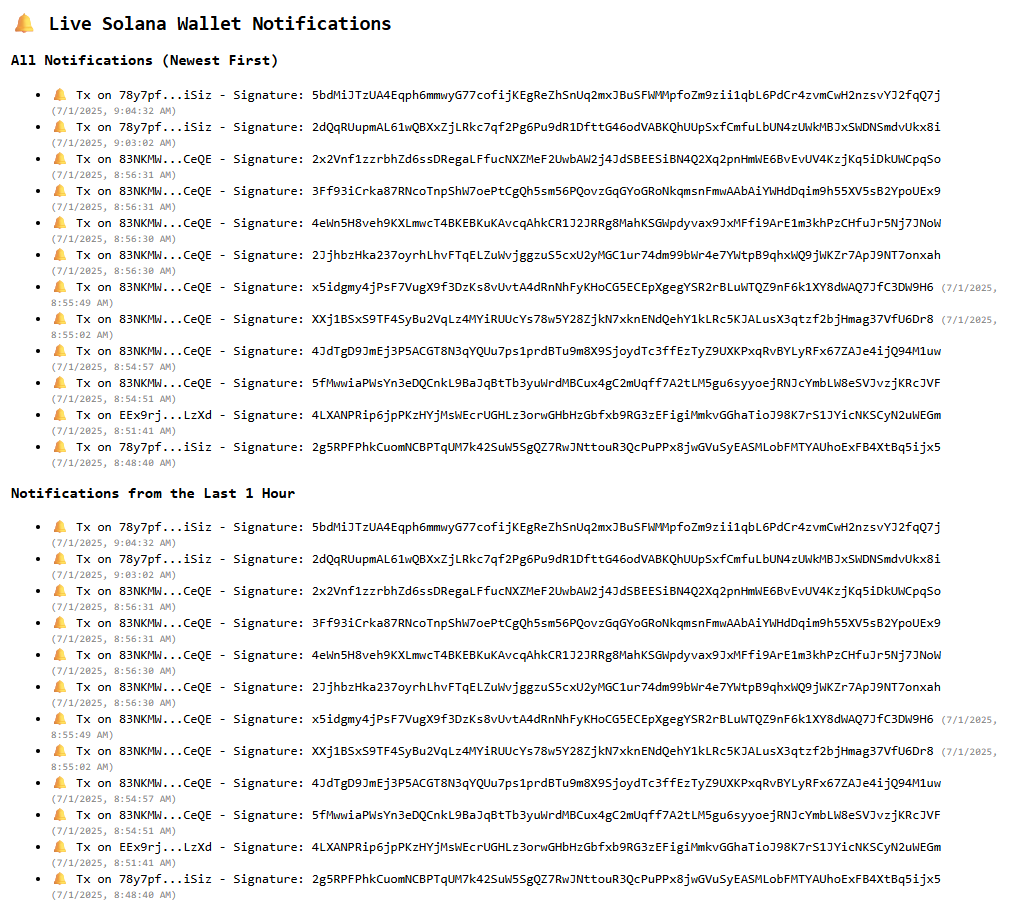 🔔 Live Solana Wallet Notifications
All Notifications (Newest First)
• 🔔 Tx on 78y7pf...iSiz - Signature: 5bdMiJTzUA4Eqph6mmwyG77cofijKEgReZhSnUq2mxJBuSFWMMpfoZm9zii1qbL6PdCr4zvmCwH2nzsvYJ2fqQ7j
(7/1/2025, 9:04:32 AM)
• 🔔 Tx on 78y7pf...iSiz - Signature: 2dQqRUupmAL61wQBXxZjLRkc7qf2Pg6Pu9dR1DfttG46odVABKQhUUpSxfCmfuLbUN4zUWkMBJxSWDNSmdvUkx8i
(7/1/2025, 9:03:02 AM)
• 🔔 Tx on 83NKMW...CeQE - Signature: 2x2Vnf1zzrbhZd6ssDRegaLFfucNXZMeF2UwbAW2j4JdSBEESiBN4Q2Xq2pnHmWE6BvEvUV4KzjKq5iDkUWCpqSo
(7/1/2025, 8:56:31 AM)
• 🔔 Tx on 83NKMW...CeQE - Signature: 3Ff93iCrka87RNcoTnpShW7oePtCgQh5sm56PQovzGqGYoGRoNkqmsnFmwAAbAiYWHdDqim9h55XV5sB2YpoUEx9
(7/1/2025, 8:56:31 AM)
• 🔔 Tx on 83NKMW...CeQE - Signature: 4eWn5H8veh9KXLmwcT4BKEBKuKAvcqAhkCR1J2JRRg8MahKSGWpdyvax9JxMFfi9ArE1m3khPzCHfuJr5Nj7JNoW
(7/1/2025, 8:56:30 AM)
• 🔔 Tx on 83NKMW...CeQE - Signature: 2JjhbzHka237oyrhLhvFTqELZuWvjggzuS5cxU2yMGC1ur74dm99bWr4e7YWtpB9qhxWQ9jWKZr7ApJ9NT7onxah
(7/1/2025, 8:56:30 AM)
• 🔔 Tx on 83NKMW...CeQE - Signature: x5idgmy4jPsF7VugX9f3DzKs8vUvtA4dRnNhFyKHoCG5ECEpXgegYSR2rBLuWTQZ9nF6k1XY8dWAQ7JfC3DW9H6 (7/1/2025,
8:55:49 AM)
• 🔔 Tx on 83NKMW...CeQE - Signature: XXj1BSxS9TF4SyBu2VqLz4MYiRUUcYs78w5Y28ZjkN7xknENdQehY1kLRc5KJALusX3qtzf2bjHmag37VfU6Dr8 (7/1/2025,
8:55:02 AM)
• 🔔 Tx on 83NKMW...CeQE - Signature: 4JdTgD9JmEj3P5ACGT8N3qYQUu7ps1prdBTu9m8X9SjoydTc3ffEzTyZ9UXKPxqRvBYLyRFx67ZAJe4ijQ94M1uw
(7/1/2025, 8:54:57 AM)
• 🔔 Tx on 83NKMW...CeQE - Signature: 5fMwwiaPWsYn3eDQCnkL9BaJqBtTb3yuWrdMBCux4gC2mUqff7A2tLM5gu6syyoejRNJcYmbLW8eSVJvzjKRcJVF
(7/1/2025, 8:54:51 AM)
• 🔔 Tx on EEx9rj...LzXd - Signature: 4LXANPRip6jpPKzHYjMsWEcrUGHLz3orwGHbHzGbfxb9RG3zEFigiMmkvGGhaTioJ98K7rS1JYicNKSCyN2uWEGm
(7/1/2025, 8:51:41 AM)
• 🔔 Tx on 78y7pf...iSiz - Signature: 2g5RPFPhkCuomNCBPTqUM7k42SuW5SgQZ7RwJNttouR3QcPuPPx8jwGVuSyEASMLobFMTYAUhoExFB4XtBq5ijx5
(7/1/2025, 8:48:40 AM)
Notifications from the Last 1 Hour
• 🔔 Tx on 78y7pf...iSiz - Signature: 5bdMiJTzUA4Eqph6mmwyG77cofijKEgReZhSnUq2mxJBuSFWMMpfoZm9zii1qbL6PdCr4zvmCwH2nzsvYJ2fqQ7j
(7/1/2025, 9:04:32 AM)
• 🔔 Tx on 78y7pf...iSiz - Signature: 2dQqRUupmAL61wQBXxZjLRkc7qf2Pg6Pu9dR1DfttG46odVABKQhUUpSxfCmfuLbUN4zUWkMBJxSWDNSmdvUkx8i
(7/1/2025, 9:03:02 AM)
• 🔔 Tx on 83NKMW...CeQE - Signature: 2x2Vnf1zzrbhZd6ssDRegaLFfucNXZMeF2UwbAW2j4JdSBEESiBN4Q2Xq2pnHmWE6BvEvUV4KzjKq5iDkUWCpqSo
(7/1/2025, 8:56:31 AM)
• 🔔 Tx on 83NKMW...CeQE - Signature: 3Ff93iCrka87RNcoTnpShW7oePtCgQh5sm56PQovzGqGYoGRoNkqmsnFmwAAbAiYWHdDqim9h55XV5sB2YpoUEx9
(7/1/2025, 8:56:31 AM)
• 🔔 Tx on 83NKMW...CeQE - Signature: 4eWn5H8veh9KXLmwcT4BKEBKuKAvcqAhkCR1J2JRRg8MahKSGWpdyvax9JxMFfi9ArE1m3khPzCHfuJr5Nj7JNoW
(7/1/2025, 8:56:30 AM)
• 🔔 Tx on 83NKMW...CeQE - Signature: 2JjhbzHka237oyrhLhvFTqELZuWvjggzuS5cxU2yMGC1ur74dm99bWr4e7YWtpB9qhxWQ9jWKZr7ApJ9NT7onxah
(7/1/2025, 8:56:30 AM)
• 🔔 Tx on 83NKMW...CeQE - Signature: x5idgmy4jPsF7VugX9f3DzKs8vUvtA4dRnNhFyKHoCG5ECEpXgegYSR2rBLuWTQZ9nF6k1XY8dWAQ7JfC3DW9H6 (7/1/2025,
8:55:49 AM)
• 🔔 Tx on 83NKMW...CeQE - Signature: XXj1BSxS9TF4SyBu2VqLz4MYiRUUcYs78w5Y28ZjkN7xknENdQehY1kLRc5KJALusX3qtzf2bjHmag37VfU6Dr8 (7/1/2025,
8:55:02 AM)
• 🔔 Tx on 83NKMW...CeQE - Signature: 4JdTgD9JmEj3P5ACGT8N3qYQUu7ps1prdBTu9m8X9SjoydTc3ffEzTyZ9UXKPxqRvBYLyRFx67ZAJe4ijQ94M1uw
(7/1/2025, 8:54:57 AM)
• 🔔 Tx on 83NKMW...CeQE - Signature: 5fMwwiaPWsYn3eDQCnkL9BaJqBtTb3yuWrdMBCux4gC2mUqff7A2tLM5gu6syyoejRNJcYmbLW8eSVJvzjKRcJVF
(7/1/2025, 8:54:51 AM)
• 🔔 Tx on EEx9rj...LzXd - Signature: 4LXANPRip6jpPKzHYjMsWEcrUGHLz3orwGHbHzGbfxb9RG3zEFigiMmkvGGhaTioJ98K7rS1JYicNKSCyN2uWEGm
(7/1/2025, 8:51:41 AM)
• 🔔 Tx on 78y7pf...iSiz - Signature: 2g5RPFPhkCuomNCBPTqUM7k42SuW5SgQZ7RwJNttouR3QcPuPPx8jwGVuSyEASMLobFMTYAUhoExFB4XtBq5ijx5
(7/1/2025, 8:48:40 AM)